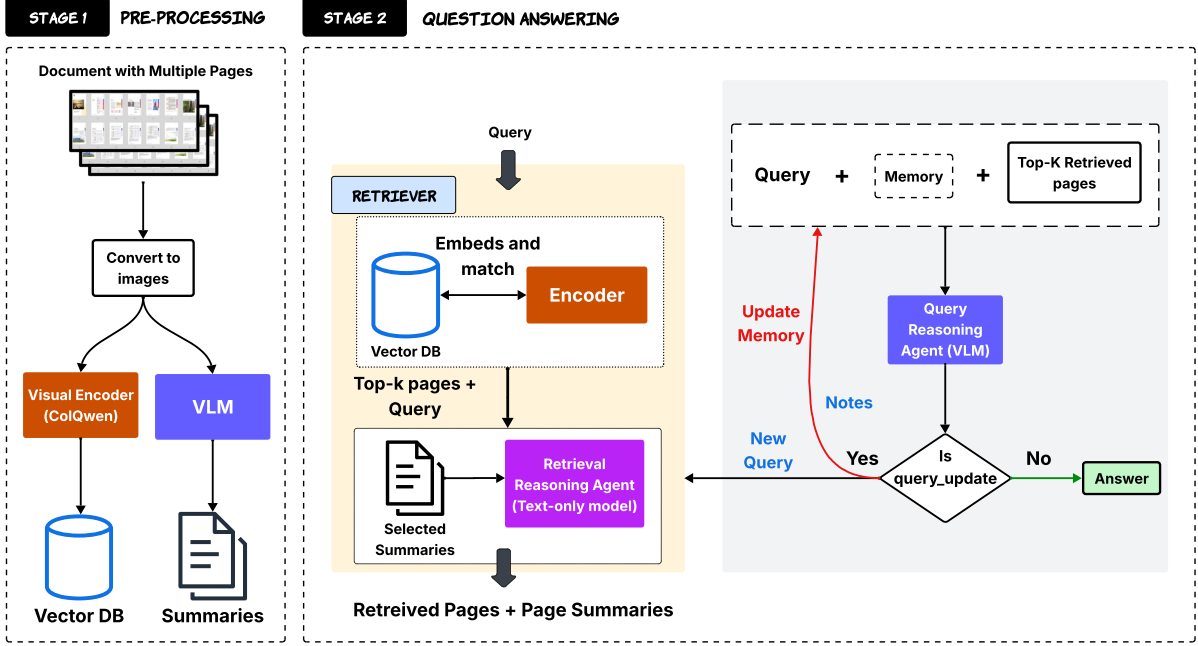 STAGE 1
PRE-PROCESSING
Document with Multiple Pages
Convert to
images
Visual Encoder
(ColQwen)
VLM
Vector DB
Summaries
STAGE 2
QUESTION ANSWERING
Query
RETRIEVER
Embeds and
match
Encoder
Vector DB
Top-k pages +
Query
Selected
Summaries
Retrieval
Reasoning Agent
(Text-only model)
Retreived Pages + Page Summaries
Query
+
Memory
+
Top-K Retrieved
pages
Query
Reasoning
Agent (VLM)
Update
Memory
Notes
New
Query
Yes
Is
query_update
No
Answer